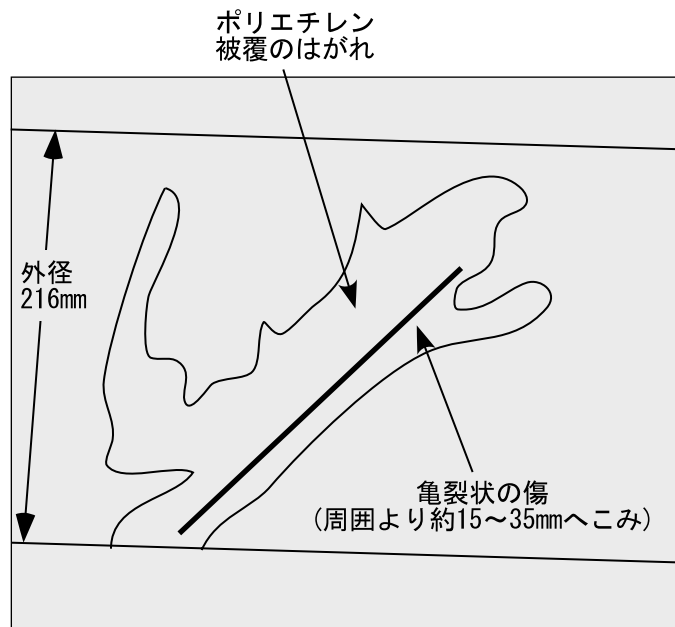 ポリエチレン
被覆のはがれ
外径
216mm
亀裂状の傷
(周囲より約15～35mmへこみ)